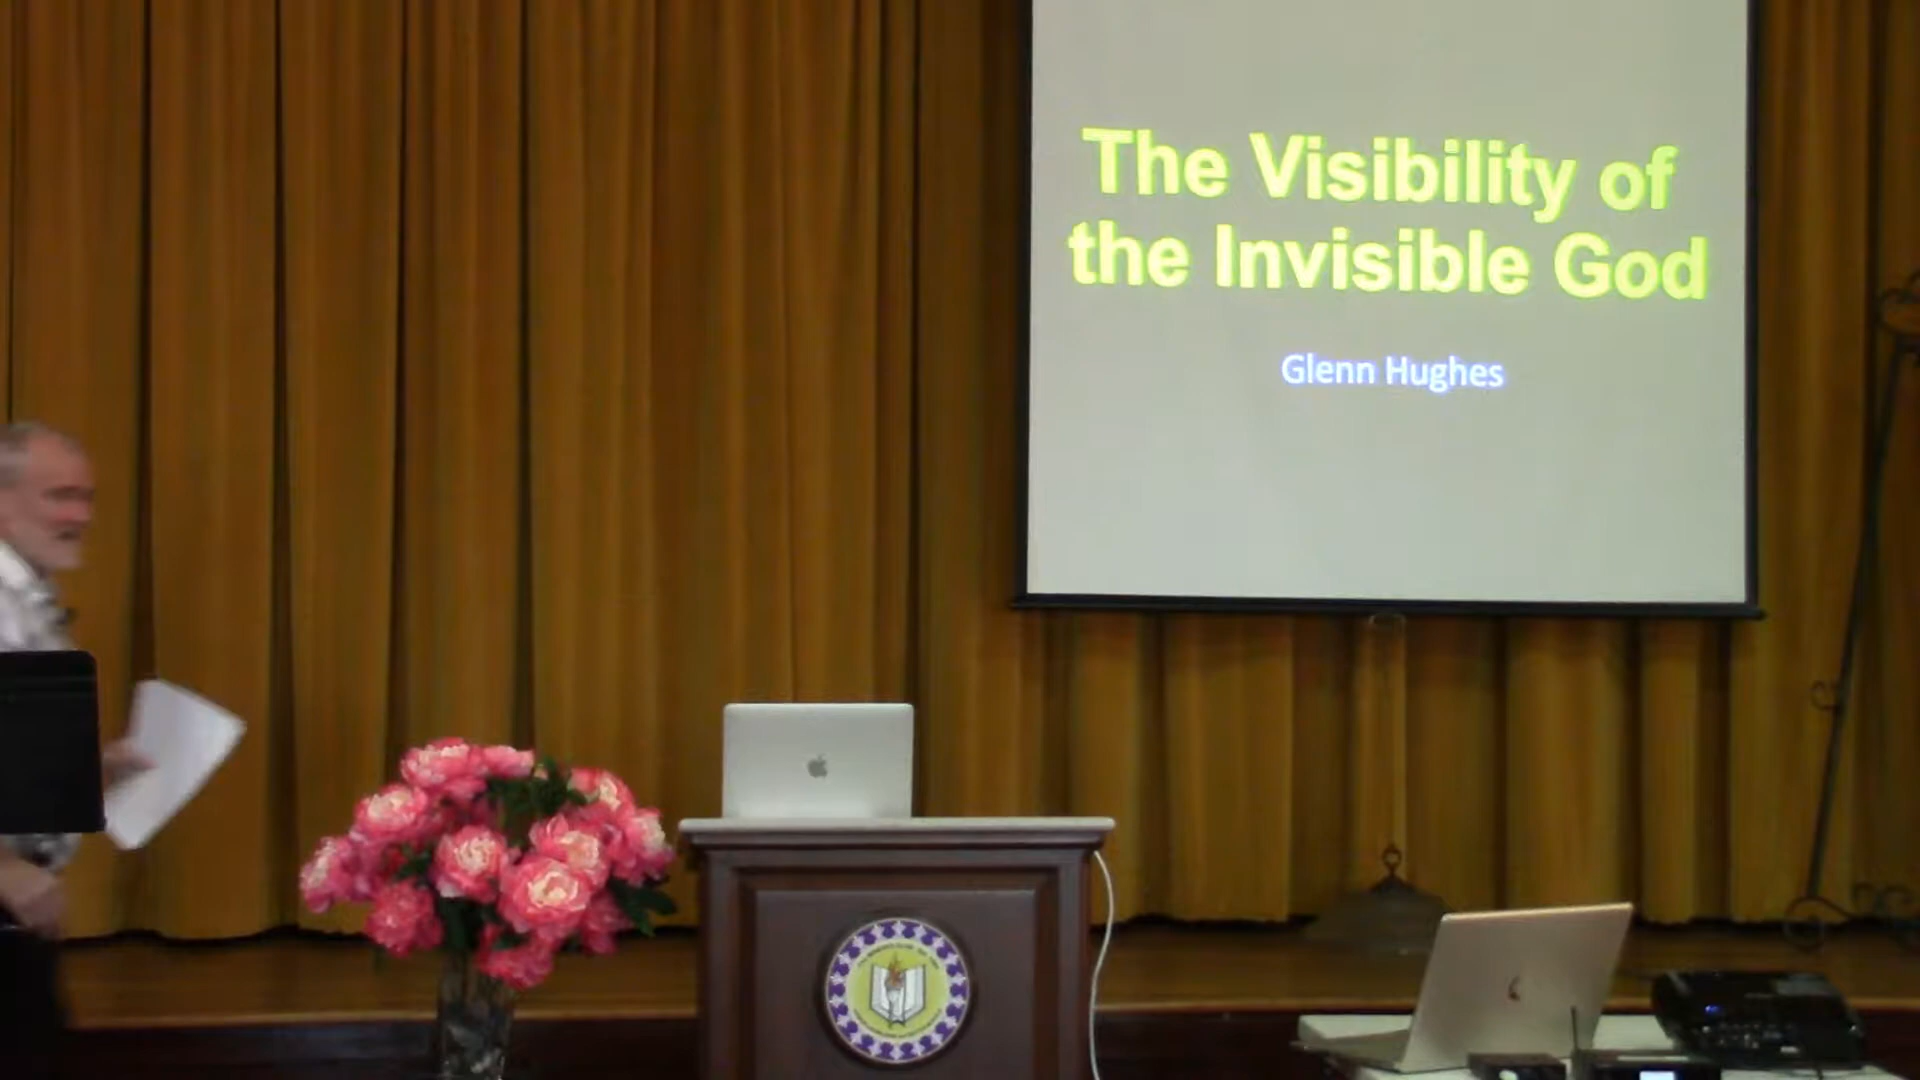 The Visibility of
the Invisible God
Glenn Hughes